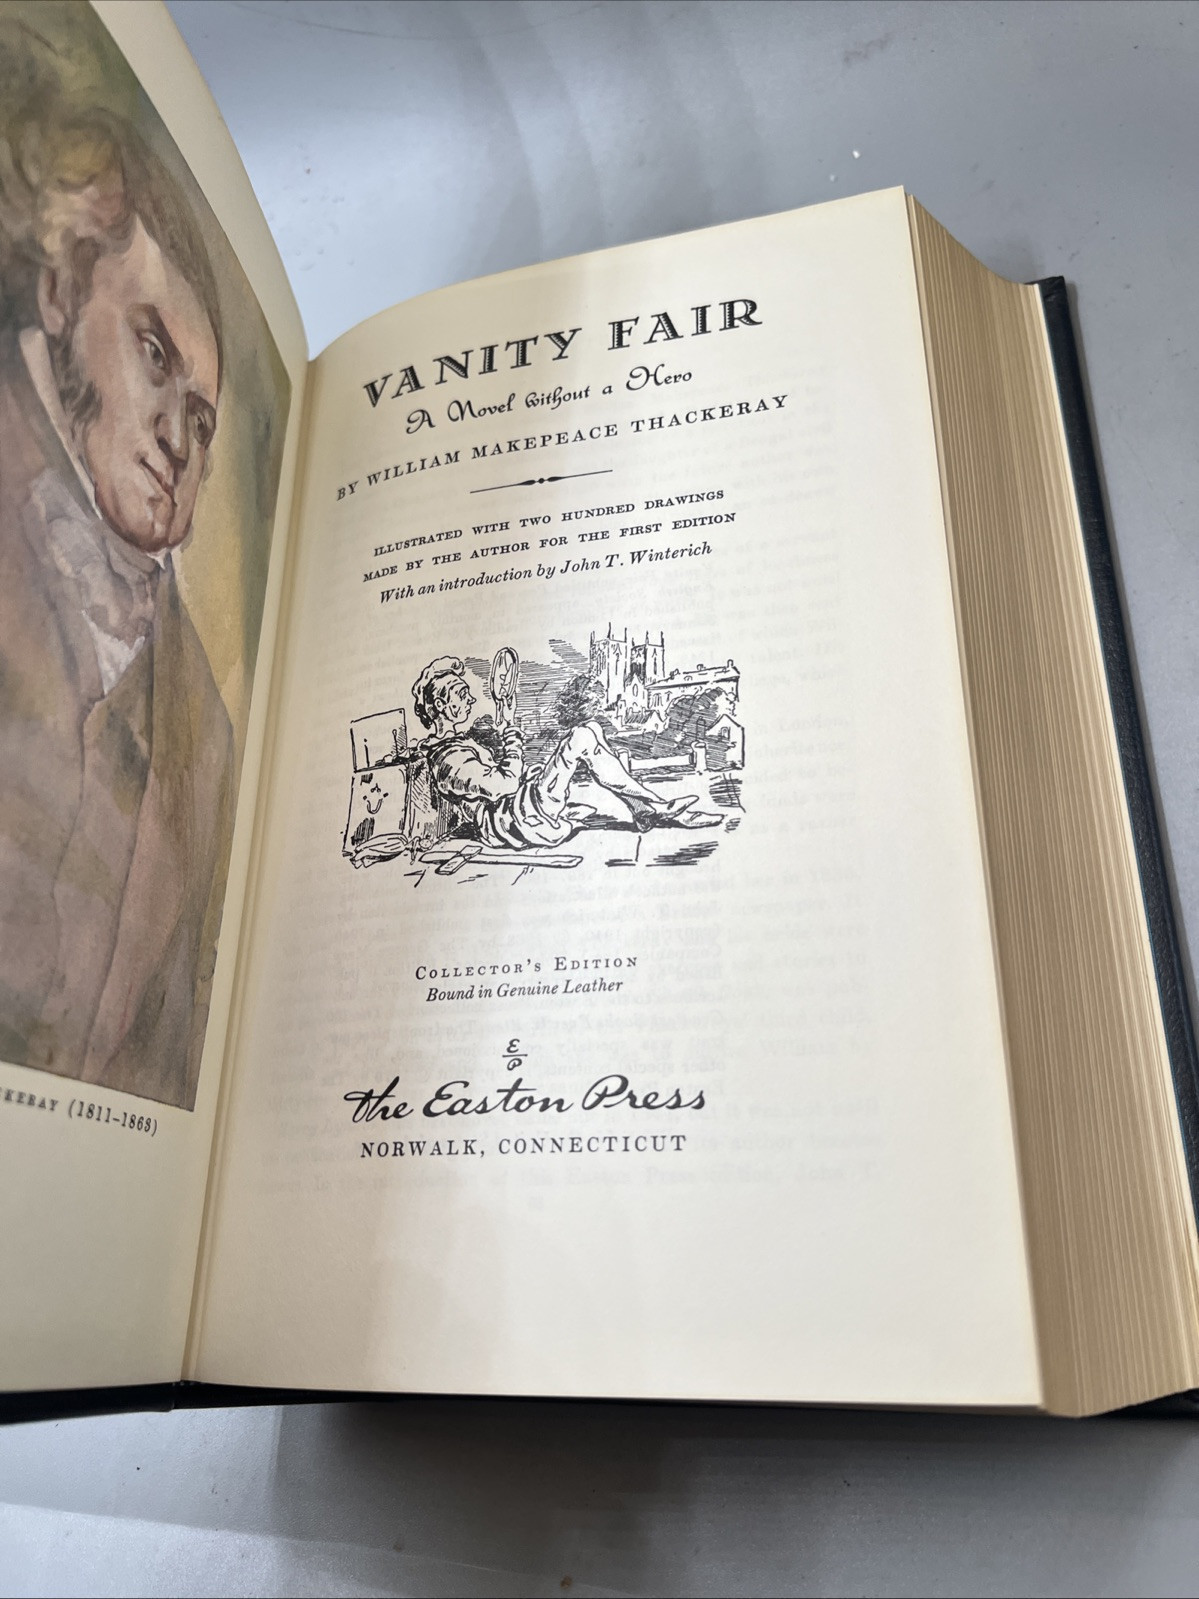 VANITY FAIR
A Novel without a Hero
BY WILLIAM MAKEPEACE THACKERAY
ILLUSTRATED WITH TWO HUNDRED DRAWINGS
MADE BY THE AUTHOR FOR THE FIRST EDITION
With an introduction by John T. Winterich
COLLECTOR'S EDITION
Bound in Genuine Leather
EP
The Easton Press
NORWALK, CONNECTICUT
(1811–1863)